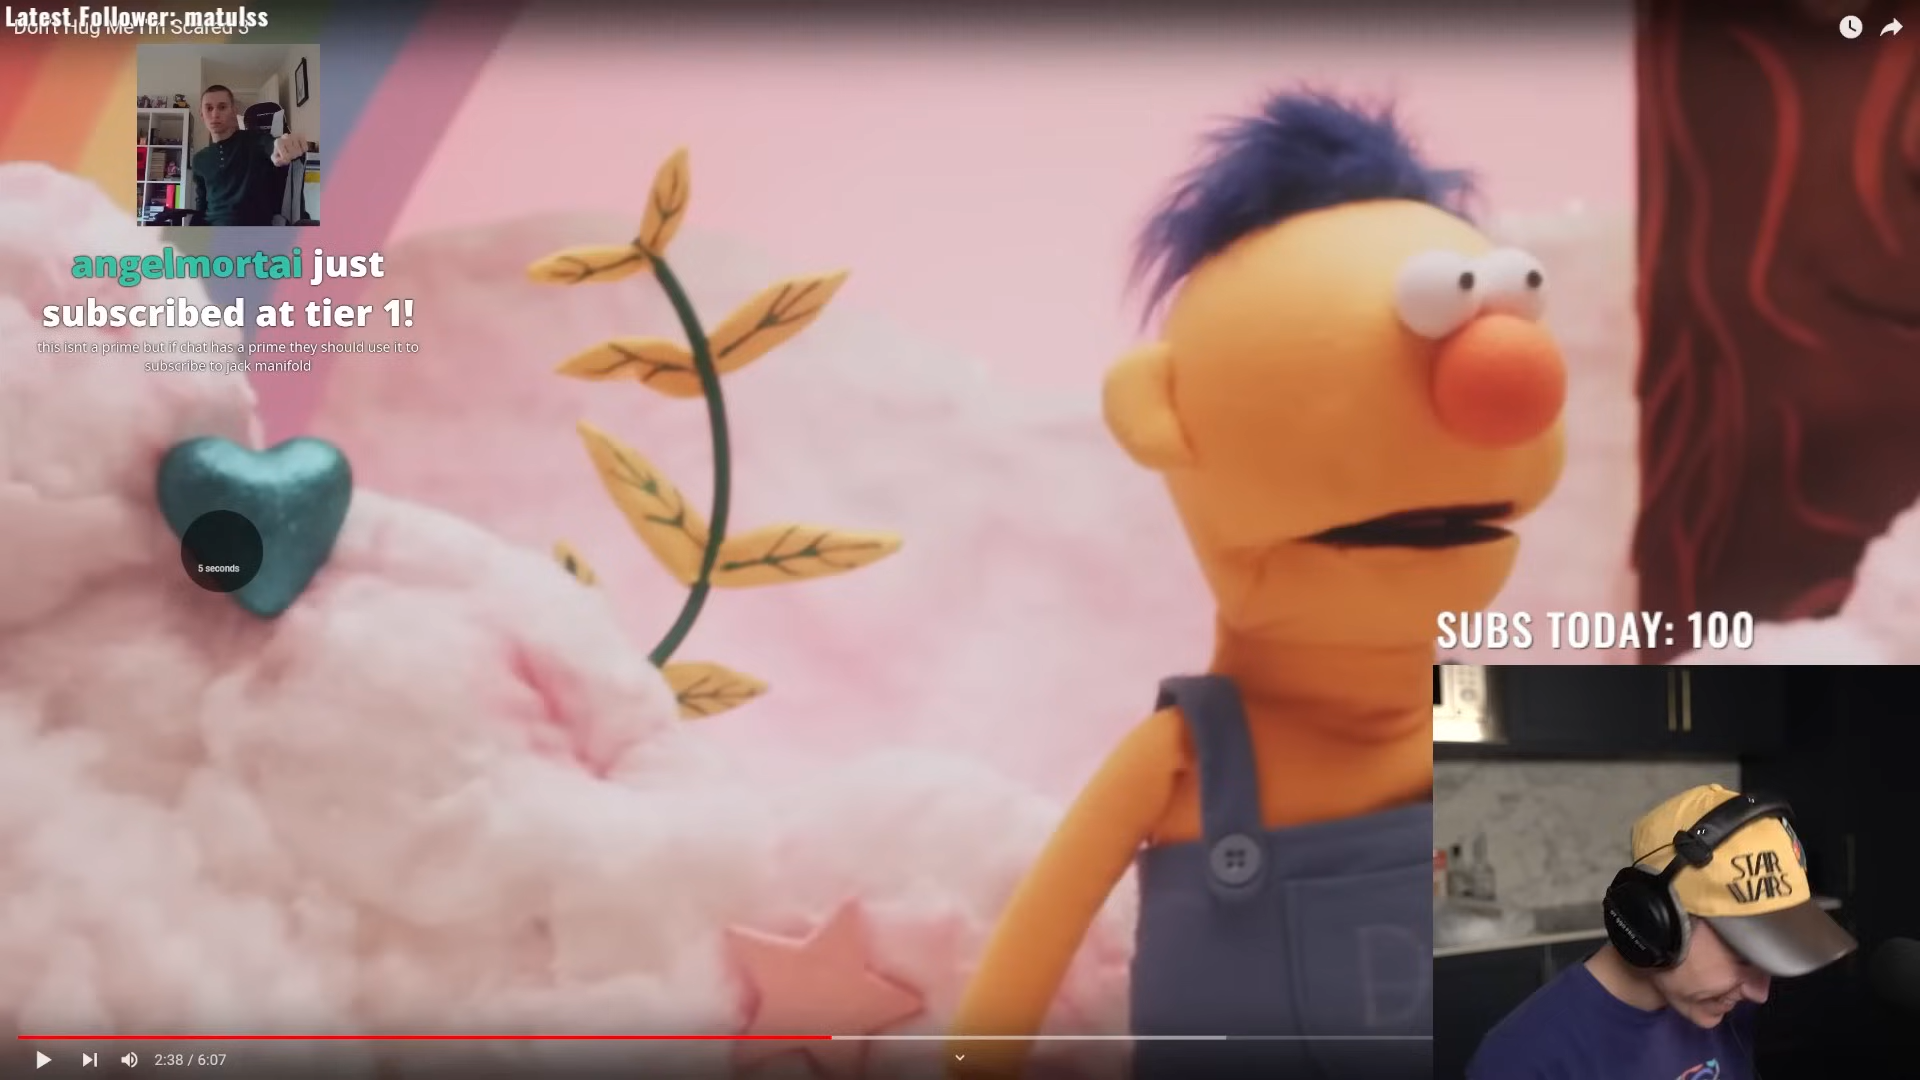 Latest Follower: matulss
Don't Hug Me I'm Scared 3
angelmortai just
subscribed at tier 1!
this isnt a prime but if chat has a prime they should use it to
subscribe to jack manifold
5 seconds
SUBS TODAY: 100
STAR
WARS
2:38 / 6:07